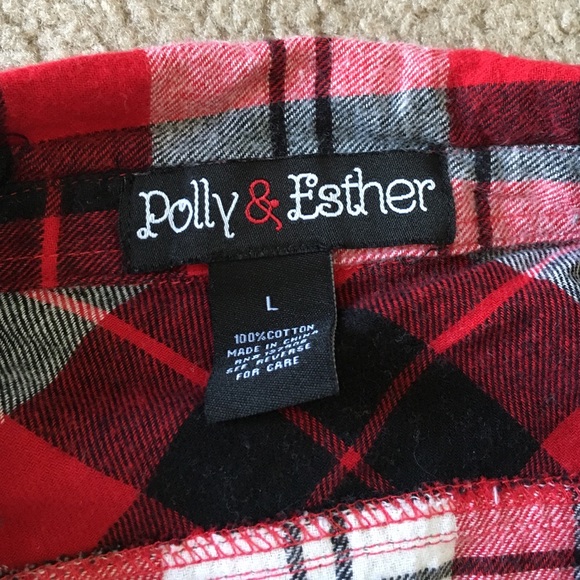 Polly & Esther
L
100% COTTON
MADE IN CHINA
SEE REVERSE
FOR CARE